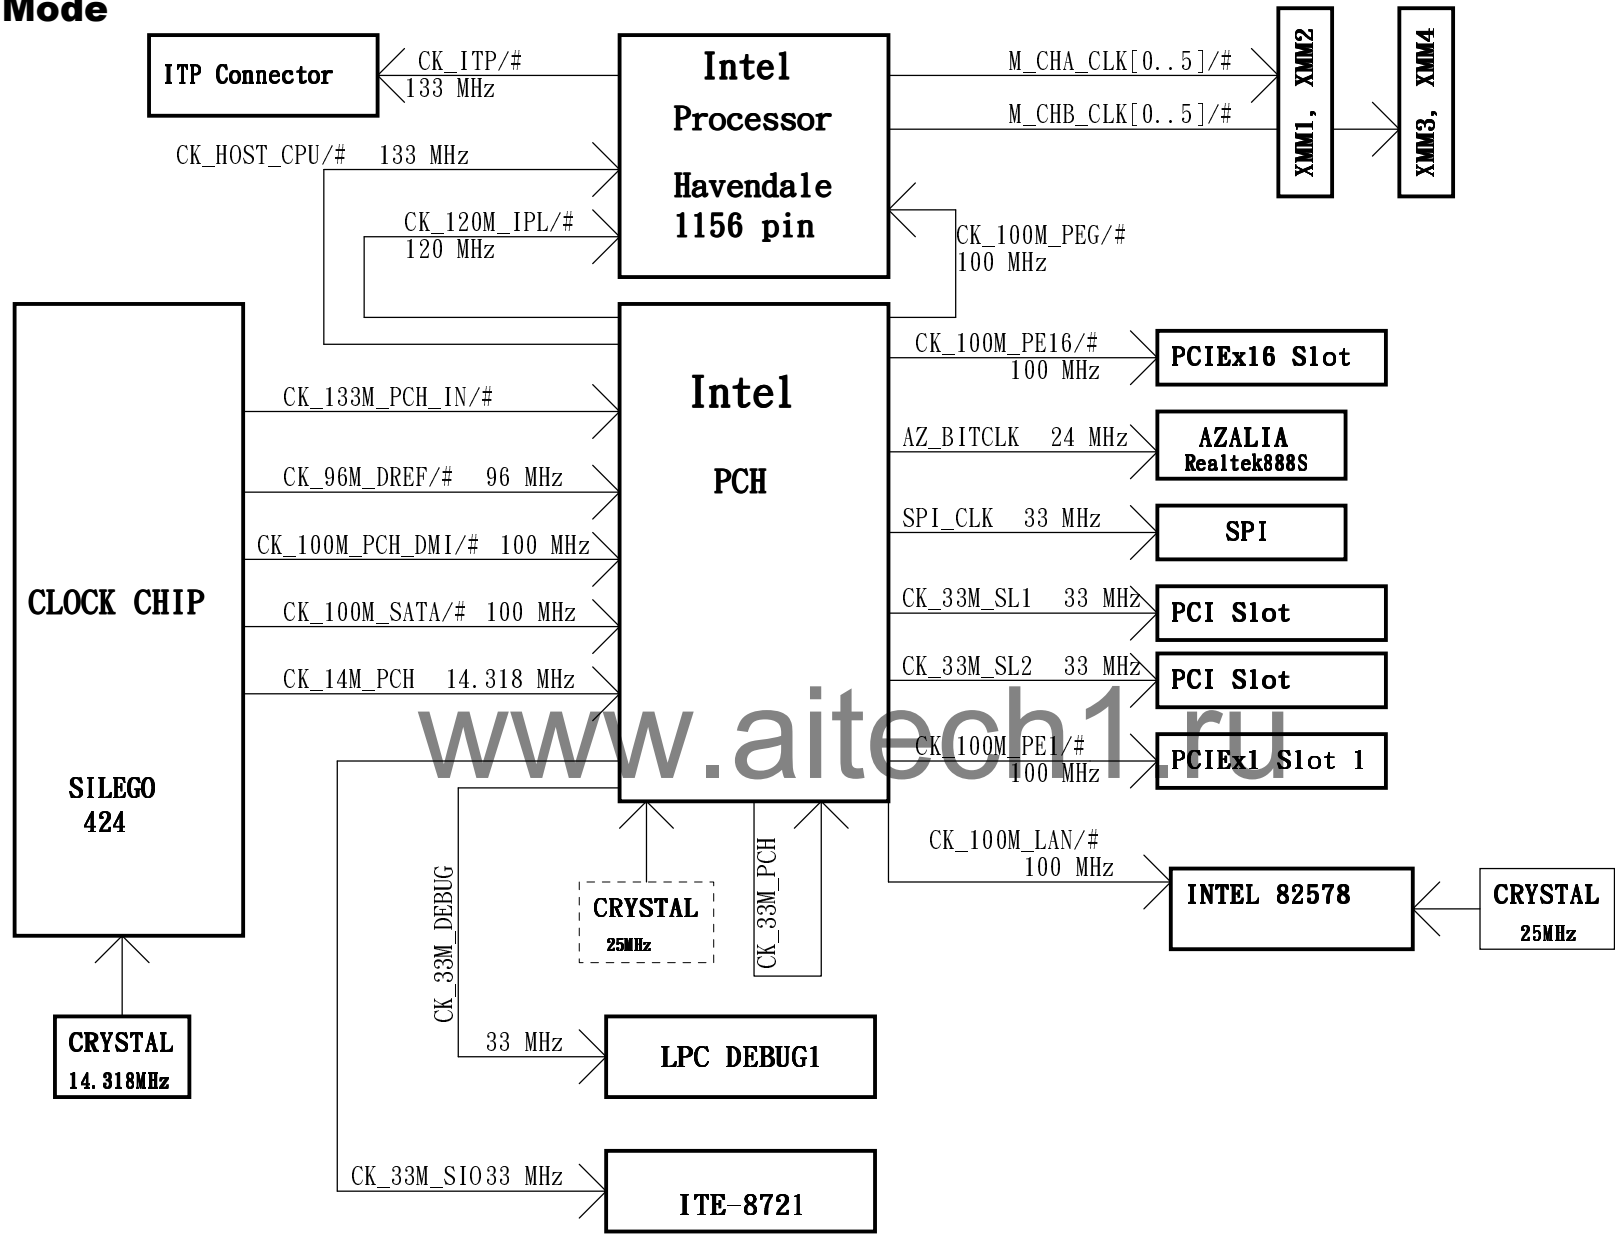 Mode
ITP Connector
CK_ITP/#
133 MHz
Intel
Processor
Havendale
1156 pin
M_CHA_CLK[0..5]/#
M_CHB_CLK[0..5]/#
XMM1, XMM2
XMM3, XMM4
CK_HOST_CPU/# 133 MHz
CK_120M_IPL/#
120 MHz
CK_100M_PEG/#
100 MHz
CLOCK CHIP
SILEGO
424
CK_133M_PCH_IN/#
CK_96M_DREF/# 96 MHz
CK_100M_PCH_DMI/# 100 MHz
CK_100M_SATA/# 100 MHz
CK_14M_PCH 14.318 MHz
Intel
PCH
CK_100M_PE16/#
100 MHz
PCIEx16 Slot
AZ_BITCLK 24 MHz
AZALIA
Realtek888S
SPI_CLK 33 MHz
SPI
CK_33M_SL1 33 MHz
PCI Slot
CK_33M_SL2 33 MHz
PCI Slot
www.aitech1.ru
CK_100M_PE1/#
100 MHz
PCIEx1 Slot 1
CK_100M_LAN/#
100 MHz
INTEL 82578
CRYSTAL
25MHz
CRYSTAL
25MHz
CK_33M_PCH
CK_33M_DEBUG
33 MHz
LPC DEBUG1
CRYSTAL
14.318MHz
CK_33M_SIO 33 MHz
ITE-8721